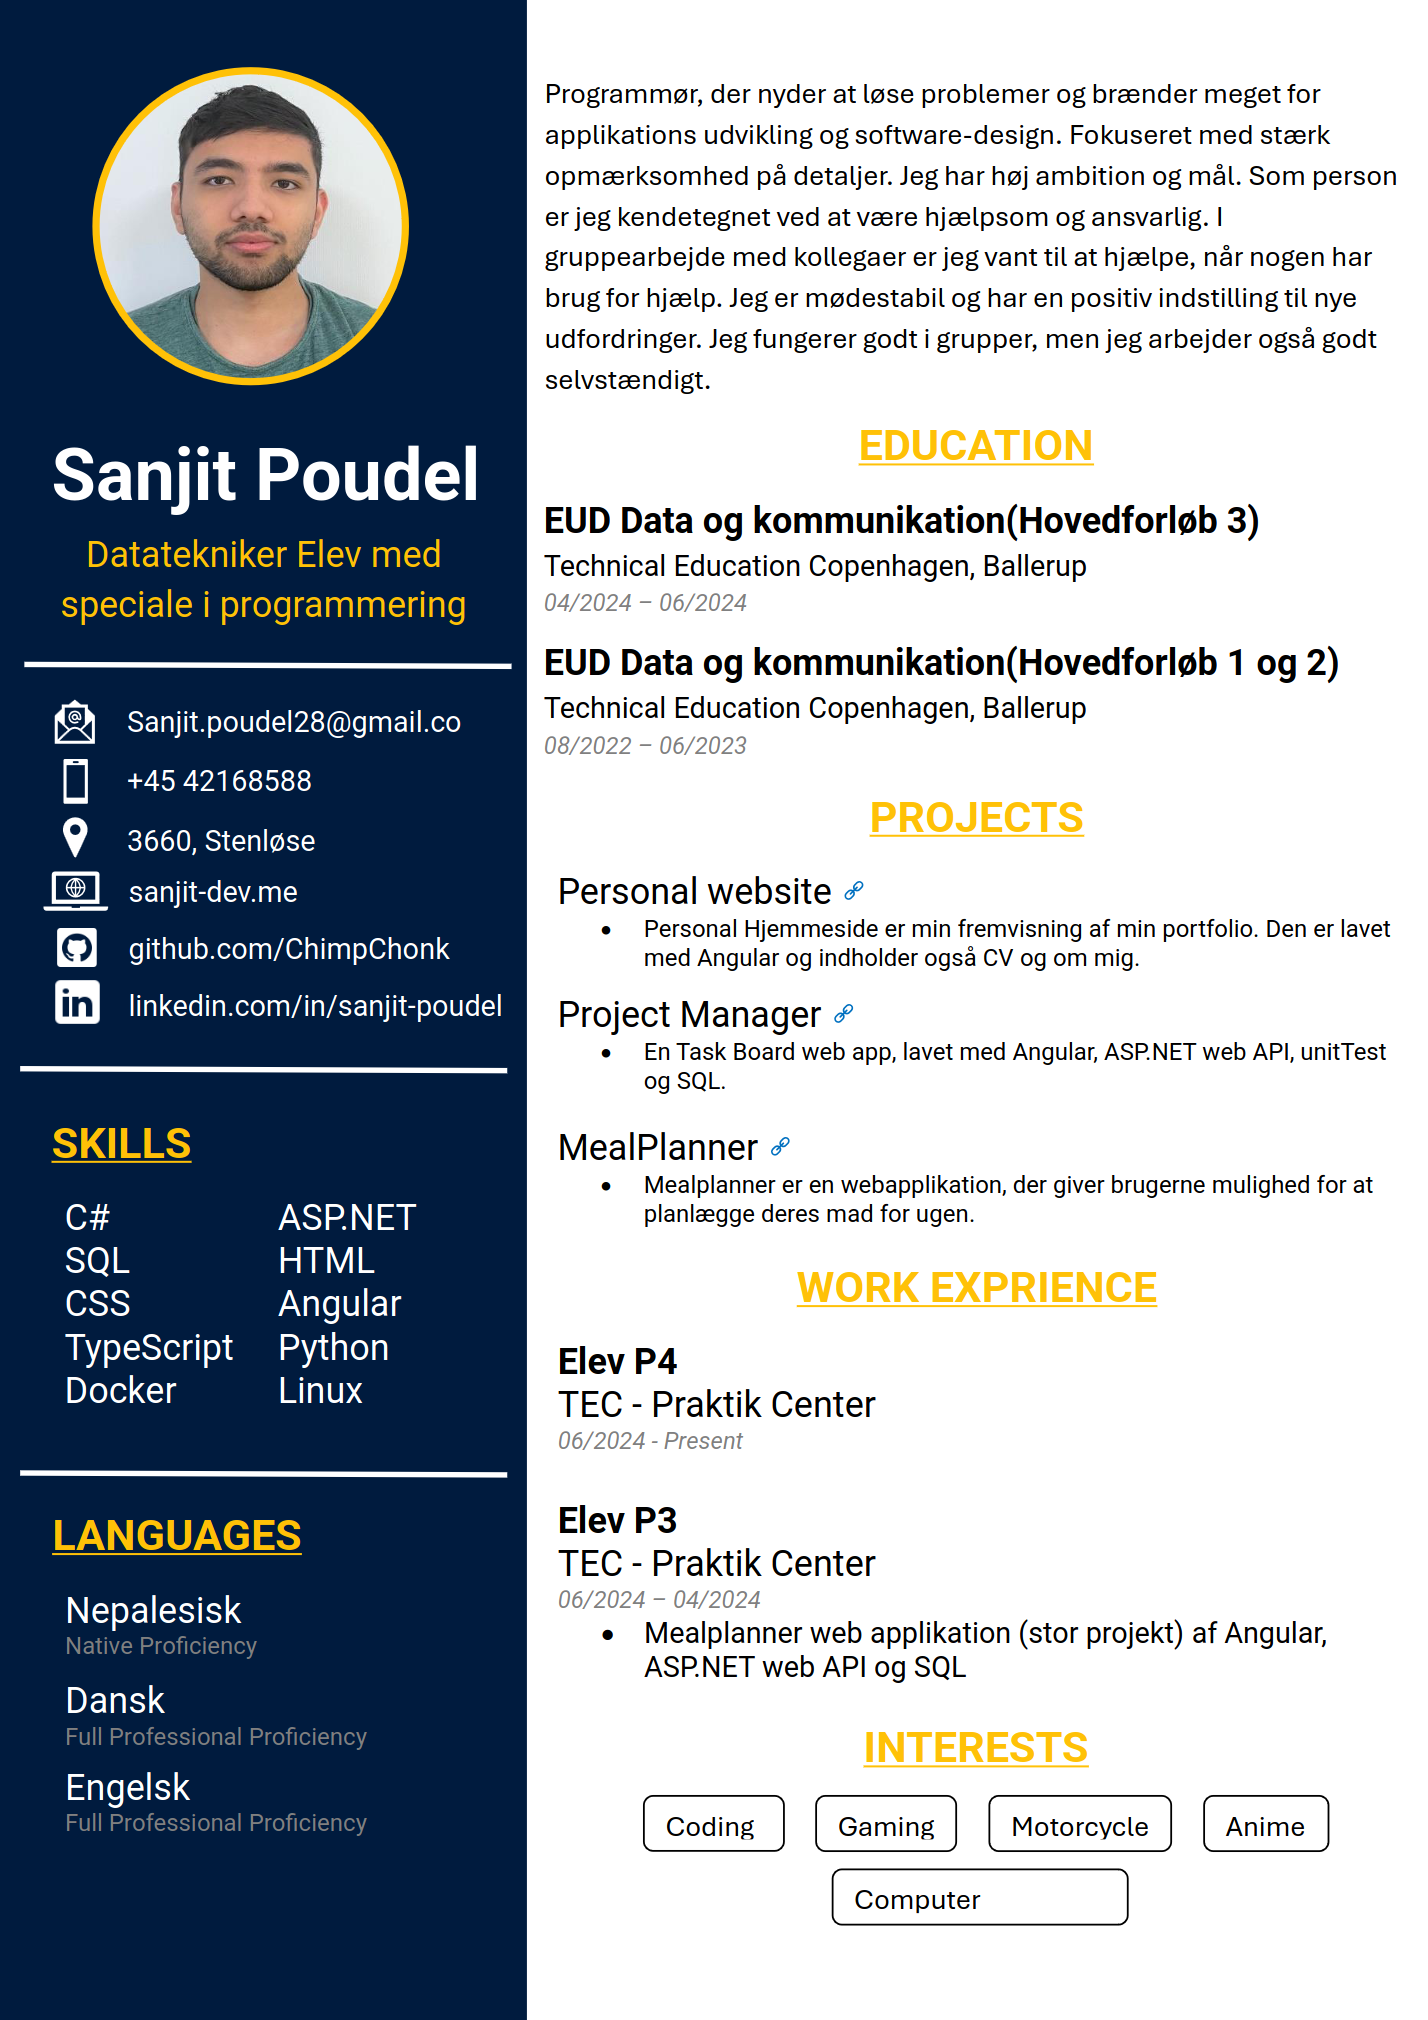 Sanjit Poudel
Datatekniker Elev med
speciale i programmering
Sanjit.poudel28@gmail.co
+45 42168588
3660, Stenløse
sanjit-dev.me
github.com/ChimpChonk
linkedin.com/in/sanjit-poudel
SKILLS
C# ASP.NET
SQL HTML
CSS Angular
TypeScript Python
Docker Linux
LANGUAGES
Nepalesisk
Native Proficiency
Dansk
Full Professional Proficiency
Engelsk
Full Professional Proficiency
Programmør, der nyder at løse problemer og brænder meget for
applikations udvikling og software-design. Fokuseret med stærk
opmærksomhed på detaljer. Jeg har høj ambition og mål. Som person
er jeg kendetegnet ved at være hjælpsom og ansvarlig. I
gruppearbejde med kollegaer er jeg vant til at hjælpe, når nogen har
brug for hjælp. Jeg er mødestabil og har en positiv indstilling til nye
udfordringer. Jeg fungerer godt i grupper, men jeg arbejder også godt
selvstændigt.
EDUCATION
EUD Data og kommunikation(Hovedforløb 3)
Technical Education Copenhagen, Ballerup
04/2024 – 06/2024
EUD Data og kommunikation(Hovedforløb 1 og 2)
Technical Education Copenhagen, Ballerup
08/2022 – 06/2023
PROJECTS
Personal website
• Personal Hjemmeside er min fremvisning af min portfolio. Den er lavet
med Angular og indholder også CV og om mig.
Project Manager
• En Task Board web app, lavet med Angular, ASP.NET web API, unitTest
og SQL.
MealPlanner
• Mealplanner er en webapplikation, der giver brugerne mulighed for at
planlægge deres mad for ugen.
WORK EXPRIENCE
Elev P4
TEC - Praktik Center
06/2024 - Present
Elev P3
TEC - Praktik Center
06/2024 – 04/2024
• Mealplanner web applikation (stor projekt) af Angular,
ASP.NET web API og SQL
INTERESTS
Coding Gaming Motorcycle Anime
Computer